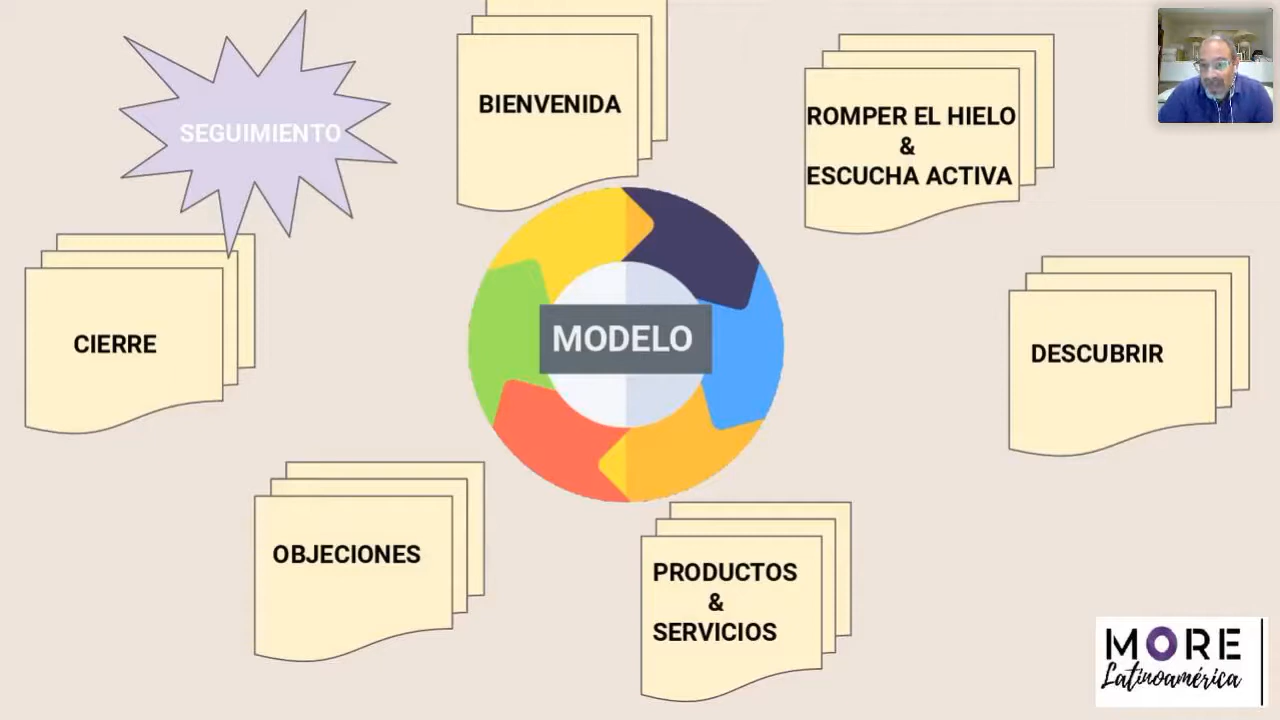 SEGUIMIENTO
BIENVENIDA
ROMPER EL HIELO
&
ESCUCHA ACTIVA
CIERRE
MODELO
DESCUBRIR
OBJECIONES
PRODUCTOS
&
SERVICIOS
MORE
Latinoamérica